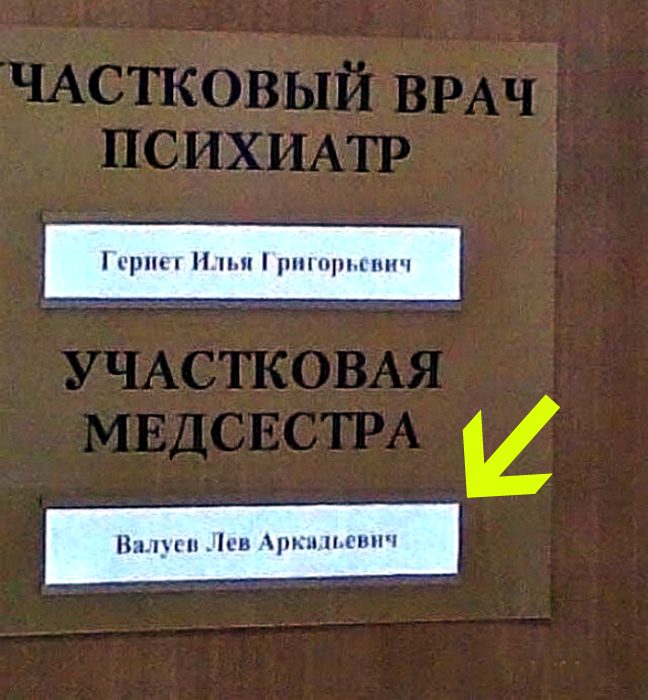 УЧАСТКОВЫЙ ВРАЧ
ПСИХИАТР
Гернет Илья Григорьевич
УЧАСТКОВАЯ
МЕДСЕСТРА
Валуев Лев Аркадьевич